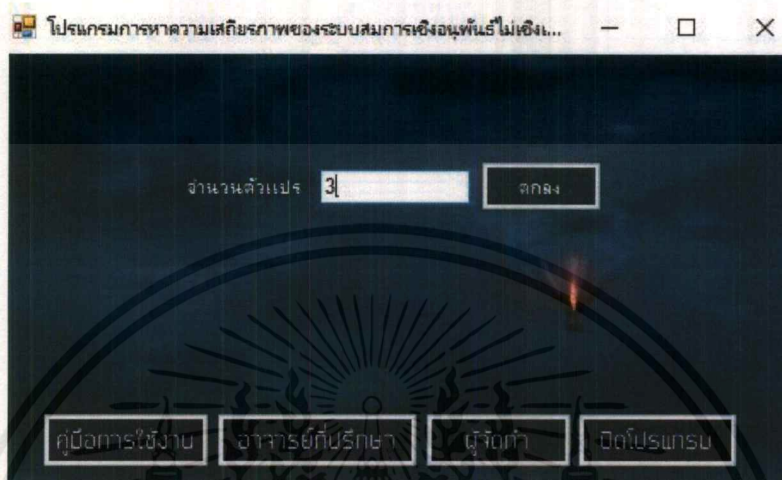 โปรแกรมการหาความเสถียรภาพของระบบสมการเชิงอนุพันธ์ไม่เชิงเ...
จำนวนตัวแปร 3 ตกลง
คู่มือการใช้งาน อาจารย์ที่ปรึกษา ผู้จัดทำ ปิดโปรแกรม